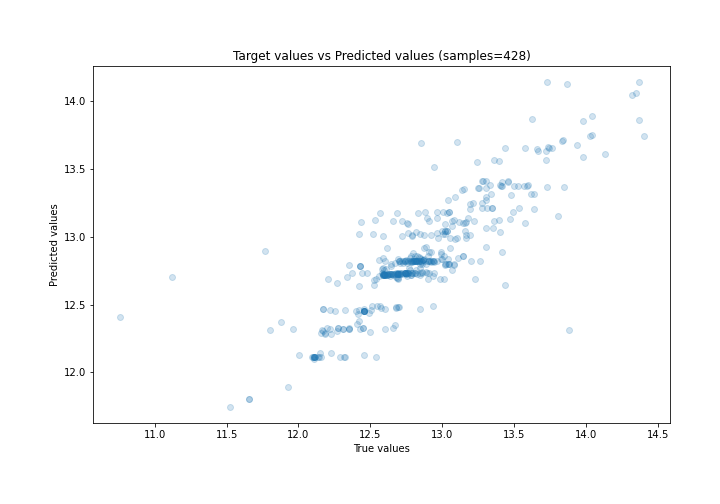 Target values vs Predicted values (samples=428)
Predicted values
14.0
13.5
13.0
12.5
12.0
11.0 11.5 12.0 12.5 13.0 13.5 14.0 14.5
True values